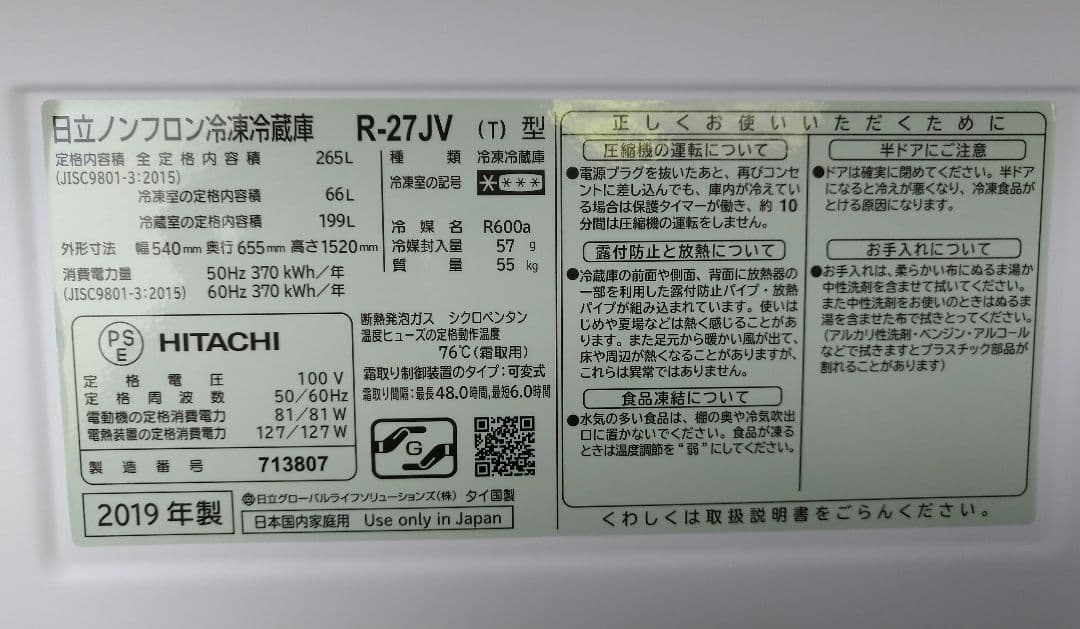 日立ノンフロン冷凍冷蔵庫 R-27JV (T) 型
定格内容積 全定格内容積 265L
(JISC9801-3:2015)
冷凍室の定格内容積 66L
冷蔵室の定格内容積 199L
外形寸法 幅540mm 奥行655mm 高さ1520mm
消費電力量 50Hz 370 kWh/年
(JISC9801-3:2015) 60Hz 370 kWh/年
種類 冷凍冷蔵庫
冷凍室の記号 ****
冷媒名 R600a
冷媒封入量 57 g
質量 55 kg
PS
E
HITACHI
定格電圧 100 V
定格周波数 50/60Hz
電動機の定格消費電力 81/81 W
電熱装置の定格消費電力 127/127 W
製造番号 713807
断熱発泡ガス シクロペンタン
温度ヒューズの定格動作温度
76℃(霜取用)
霜取り制御装置のタイプ:可変式
霜取り間隔:最長48.0時間,最短6.0時間
G
2019 年製
日立グローバルライフソリューションズ(株) タイ国製
日本国内家庭用 Use only in Japan
正しくお使いいただくために
圧縮機の運転について
●電源プラグを抜いたあと、再びコンセ
ントに差し込んでも、庫内が冷えてい
る場合は保護タイマーが働き、約 10
分間は圧縮機の運転をしません。
露付防止と放熱について
●冷蔵庫の前面や側面、背面に放熱器の
一部を利用した露付防止パイプ・放熱
パイプが組み込まれています。使いは
じめや夏場などは熱く感じることがあ
ります。また足元から暖かい風が出て、
床や周辺が熱くなることがありますが、
これらは異常ではありません。
食品凍結について
●水気の多い食品は、棚の奥や冷気吹出
口に置かないでください。食品が凍る
ときは温度調節を“弱”にしてください。
半ドアにご注意
●ドアは確実に閉めてください。半ドア
になると冷えが悪くなり、冷凍食品が
とける原因になります。
お手入れについて
●お手入れは、柔らかい布にぬるま湯か
中性洗剤を含ませて拭いてください。
また中性洗剤をお使いのときはぬるま
湯を含ませた布で拭きとってください。
(アルカリ性洗剤・ベンジン・アルコール
などで拭きますとプラスチック部品が
割れることがあります)
くわしくは取扱説明書をごらんください。